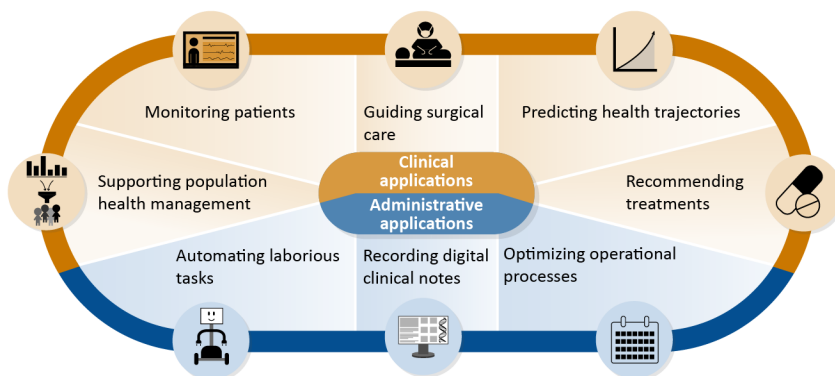 Monitoring patients
Guiding surgical
care
Predicting health trajectories
Supporting population
health management
Clinical
applications
Administrative
applications
Recommending
treatments
Automating laborious
tasks
Recording digital
clinical notes
Optimizing operational
processes